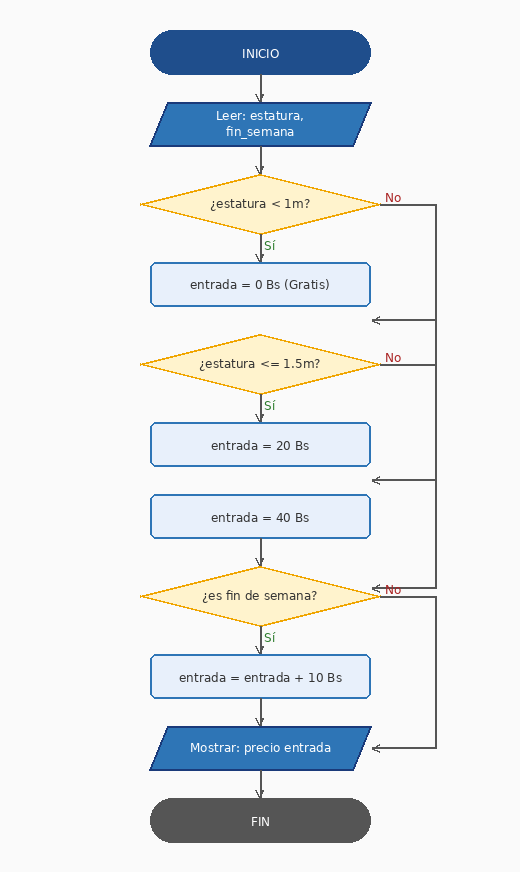 INICIO
Leer: estatura,
fin_semana
¿estatura < 1m?
No
Sí
entrada = 0 Bs (Gratis)
¿estatura <= 1.5m?
No
Sí
entrada = 20 Bs
entrada = 40 Bs
¿es fin de semana?
No
Sí
entrada = entrada + 10 Bs
Mostrar: precio entrada
FIN